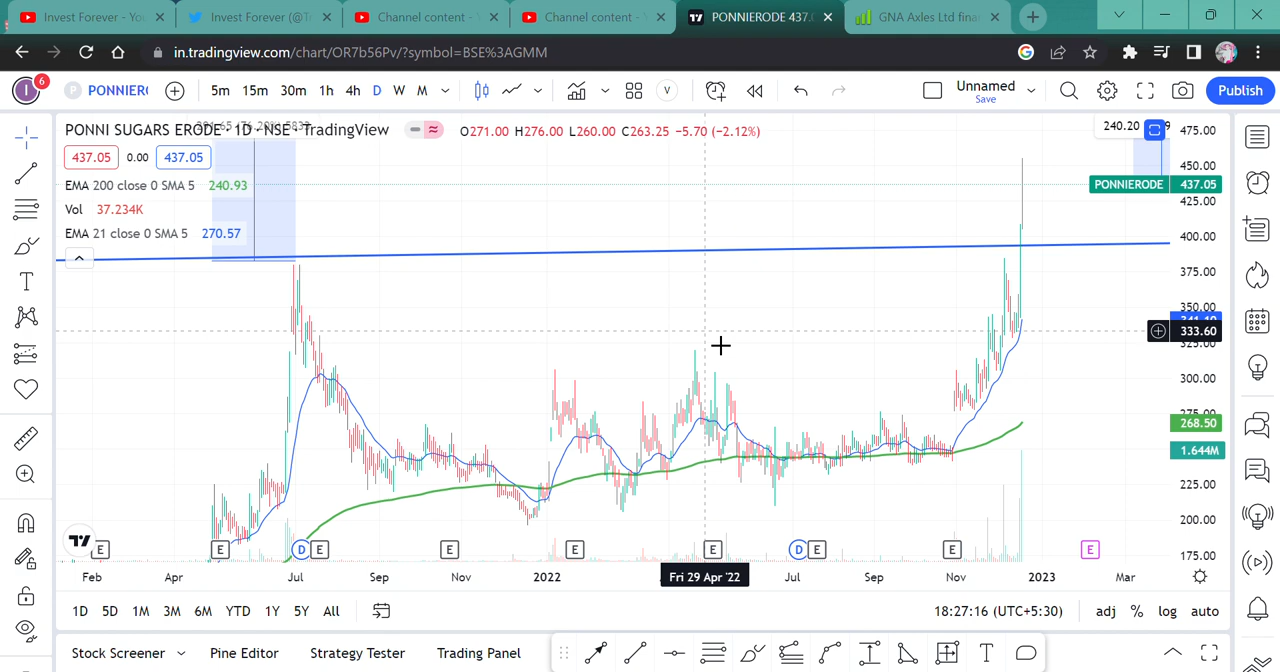 Invest Forever - Yo
Invest Forever (@T
Channel content - Y
Channel content - Y
PONNIERODE 437.0
GNA Axles Ltd fina
in.tradingview.com/chart/OR7b56Pv/?symbol=BSE%3AGMM
I
6
P
PONNIER
5m 15m 30m 1h 4h D W M
V
Unnamed
Save
Publish
PONNI SUGARS ERODE · 1D · NSE · TradingView
O271.00 H276.00 L260.00 C263.25 −5.70 (−2.12%)
437.05 0.00 437.05
EMA 200 close 0 SMA 5 240.93
Vol 37.234K
EMA 21 close 0 SMA 5 270.57
240.20
475.00
450.00
PONNIERODE 437.05
425.00
400.00
375.00
350.00
341.10
333.60
325.00
300.00
275.00
268.50
1.644M
225.00
200.00
175.00
E E D E E E E D E E E
Feb Apr Jul Sep Nov 2022 Fri 29 Apr '22 Jul Sep Nov 2023 Mar
1D 5D 1M 3M 6M YTD 1Y 5Y All
18:27:16 (UTC+5:30) adj % log auto
Stock Screener Pine Editor Strategy Tester Trading Panel